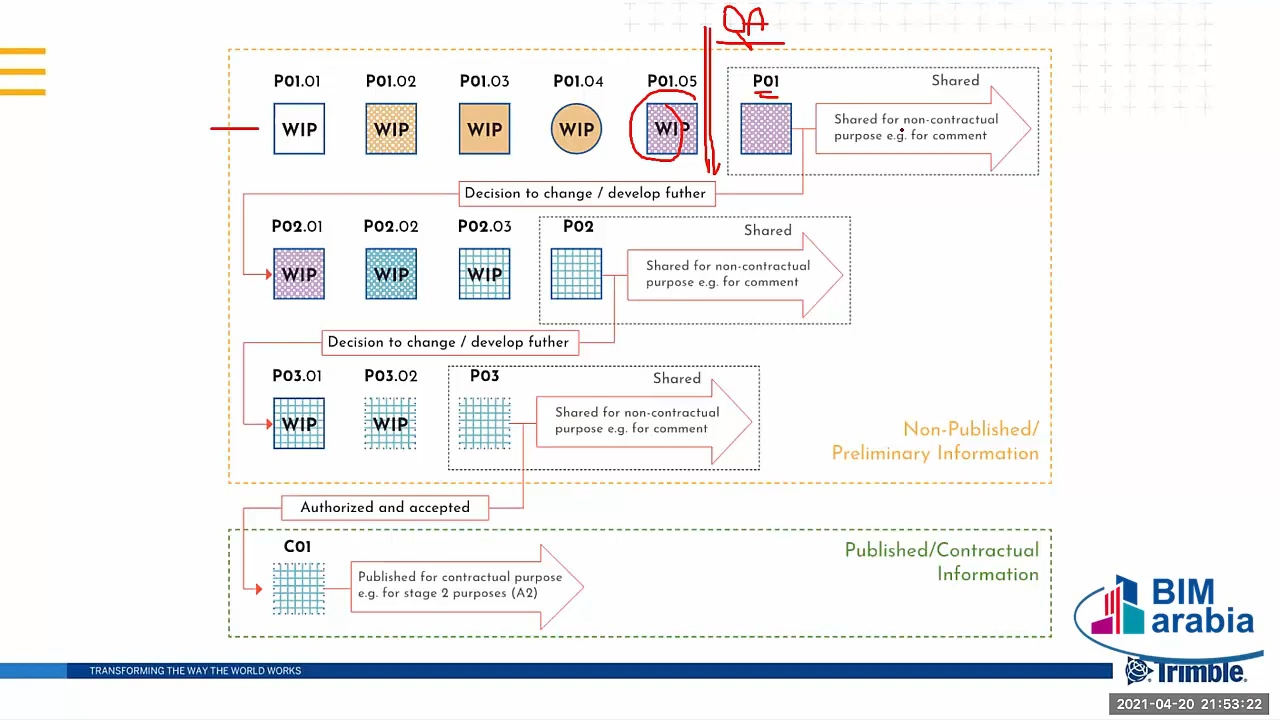 QA
P01.01 P01.02 P01.03 P01.04 P01.05 P01 Shared
WIP WIP WIP WIP WIP
Shared for non-contractual
purpose e.g. for comment
Decision to change / develop futher
P02.01 P02.02 P02.03 P02 Shared
WIP WIP WIP
Shared for non-contractual
purpose e.g. for comment
Decision to change / develop futher
P03.01 P03.02 P03 Shared
WIP WIP
Shared for non-contractual
purpose e.g. for comment
Non-Published/
Preliminary Information
Authorized and accepted
C01
Published for contractual purpose
e.g. for stage 2 purposes (A2)
Published/Contractual
Information
BIM
arabia
TRANSFORMING THE WAY THE WORLD WORKS
Trimble
2021-04-20 21:53:22